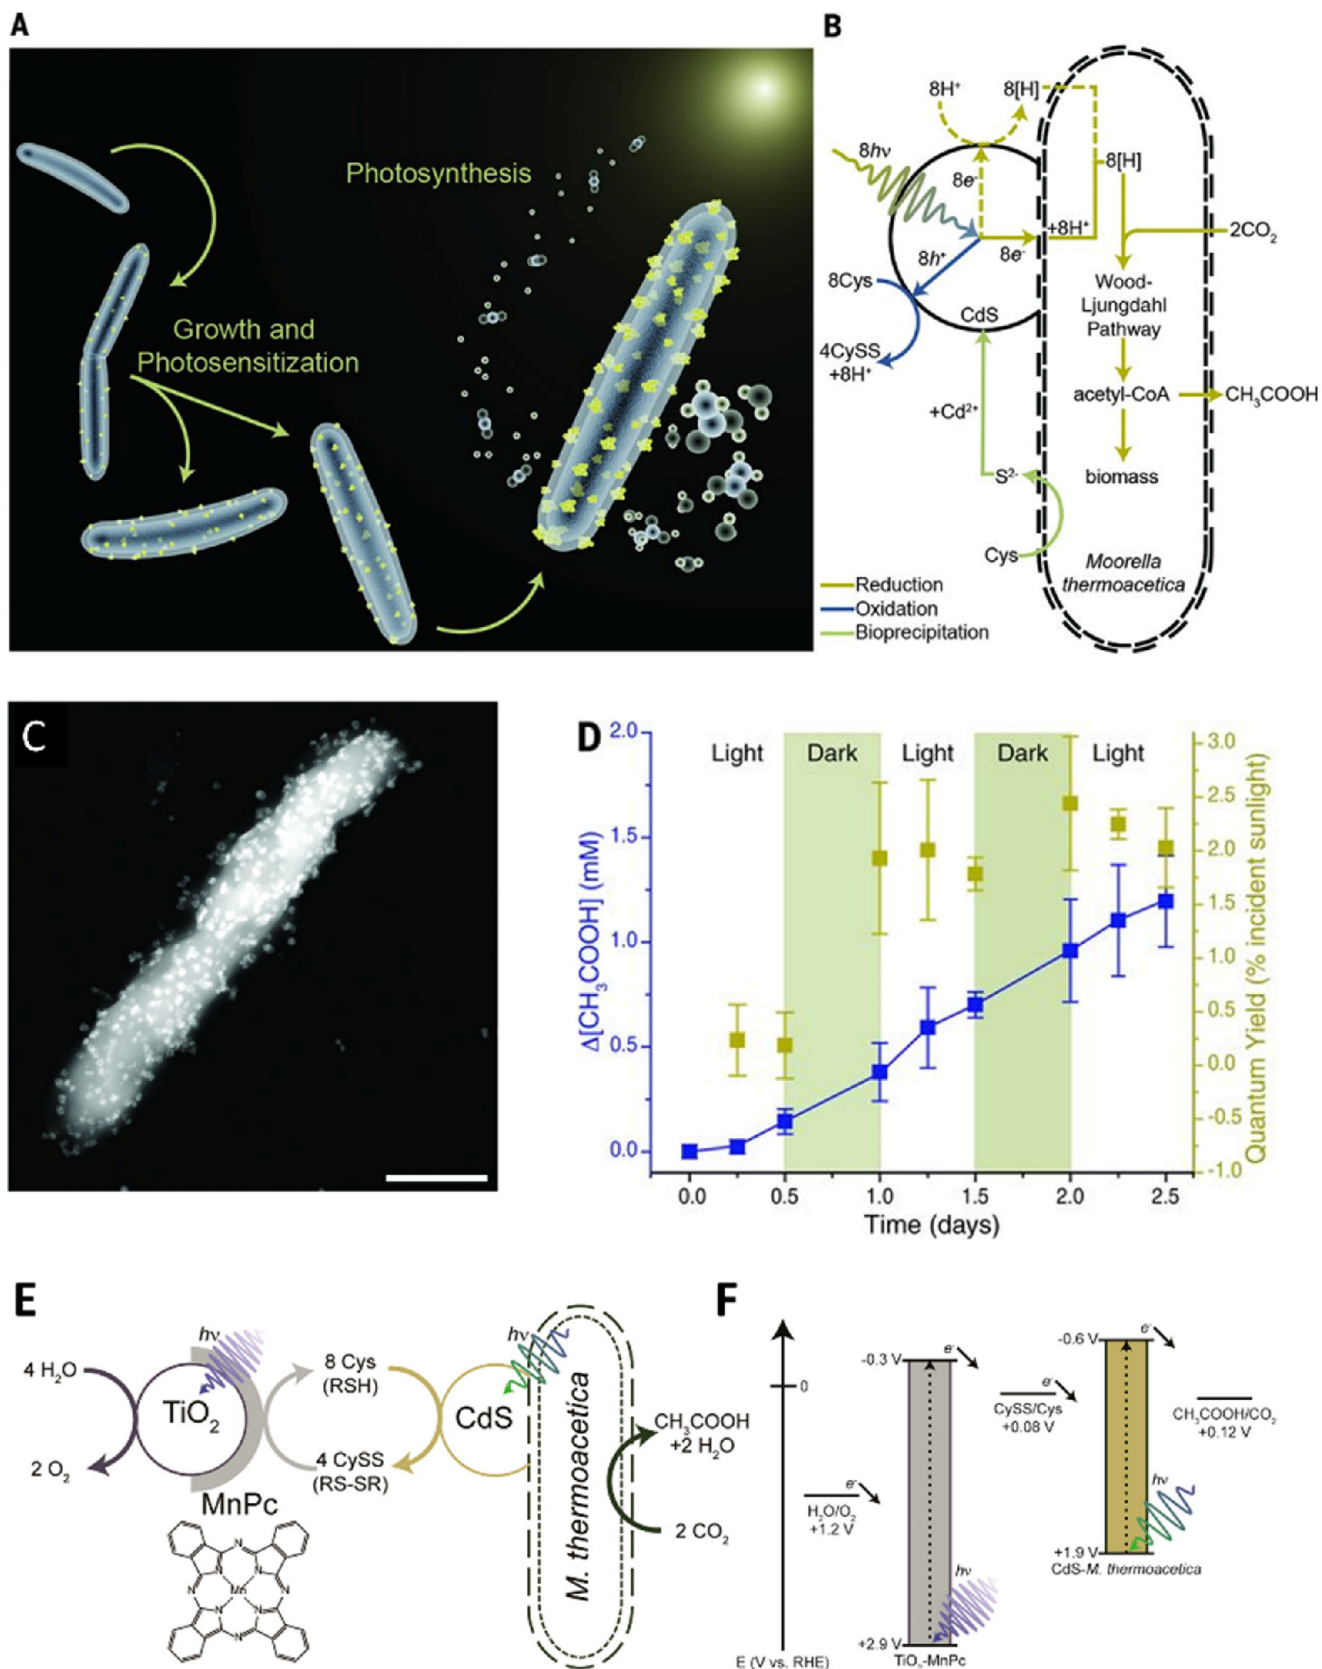 A
Photosynthesis
Growth and
Photosensitization
B
8H⁺
8[H]
8hν
8e⁻
8[H]
+8H⁺
8e⁻
8h⁺
2CO₂
8Cys
CdS
Wood-
Ljungdahl
Pathway
4CySS
+8H⁺
acetyl-CoA
CH₃COOH
+Cd²⁺
S²⁻
biomass
Cys
Moorella
thermoacetica
Reduction
Oxidation
Bioprecipitation
C
D
Light
Dark
Light
Dark
Light
2.0
1.5
1.0
0.5
0.0
Δ[CH₃COOH] (mM)
3.0
2.5
2.0
1.5
1.0
0.5
0.0
-0.5
-1.0
Quantum Yield (% incident sunlight)
0.0
0.5
1.0
1.5
2.0
2.5
Time (days)
E
hν
hν
4 H₂O
TiO₂
8 Cys
(RSH)
CdS
M. thermoacetica
CH₃COOH
+2 H₂O
2 O₂
4 CySS
(RS-SR)
MnPc
2 CO₂
N
N
N
N
Mn
N
N
N
N
F
-0.6 V
e⁻
-0.3 V
e⁻
0
e⁻
CySS/Cys
+0.08 V
CH₃COOH/CO₂
+0.12 V
e⁻
H₂O/O₂
+1.2 V
hν
+1.9 V
CdS-M. thermoacetica
hν
+2.9 V
TiO₂-MnPc
E (V vs. RHE)